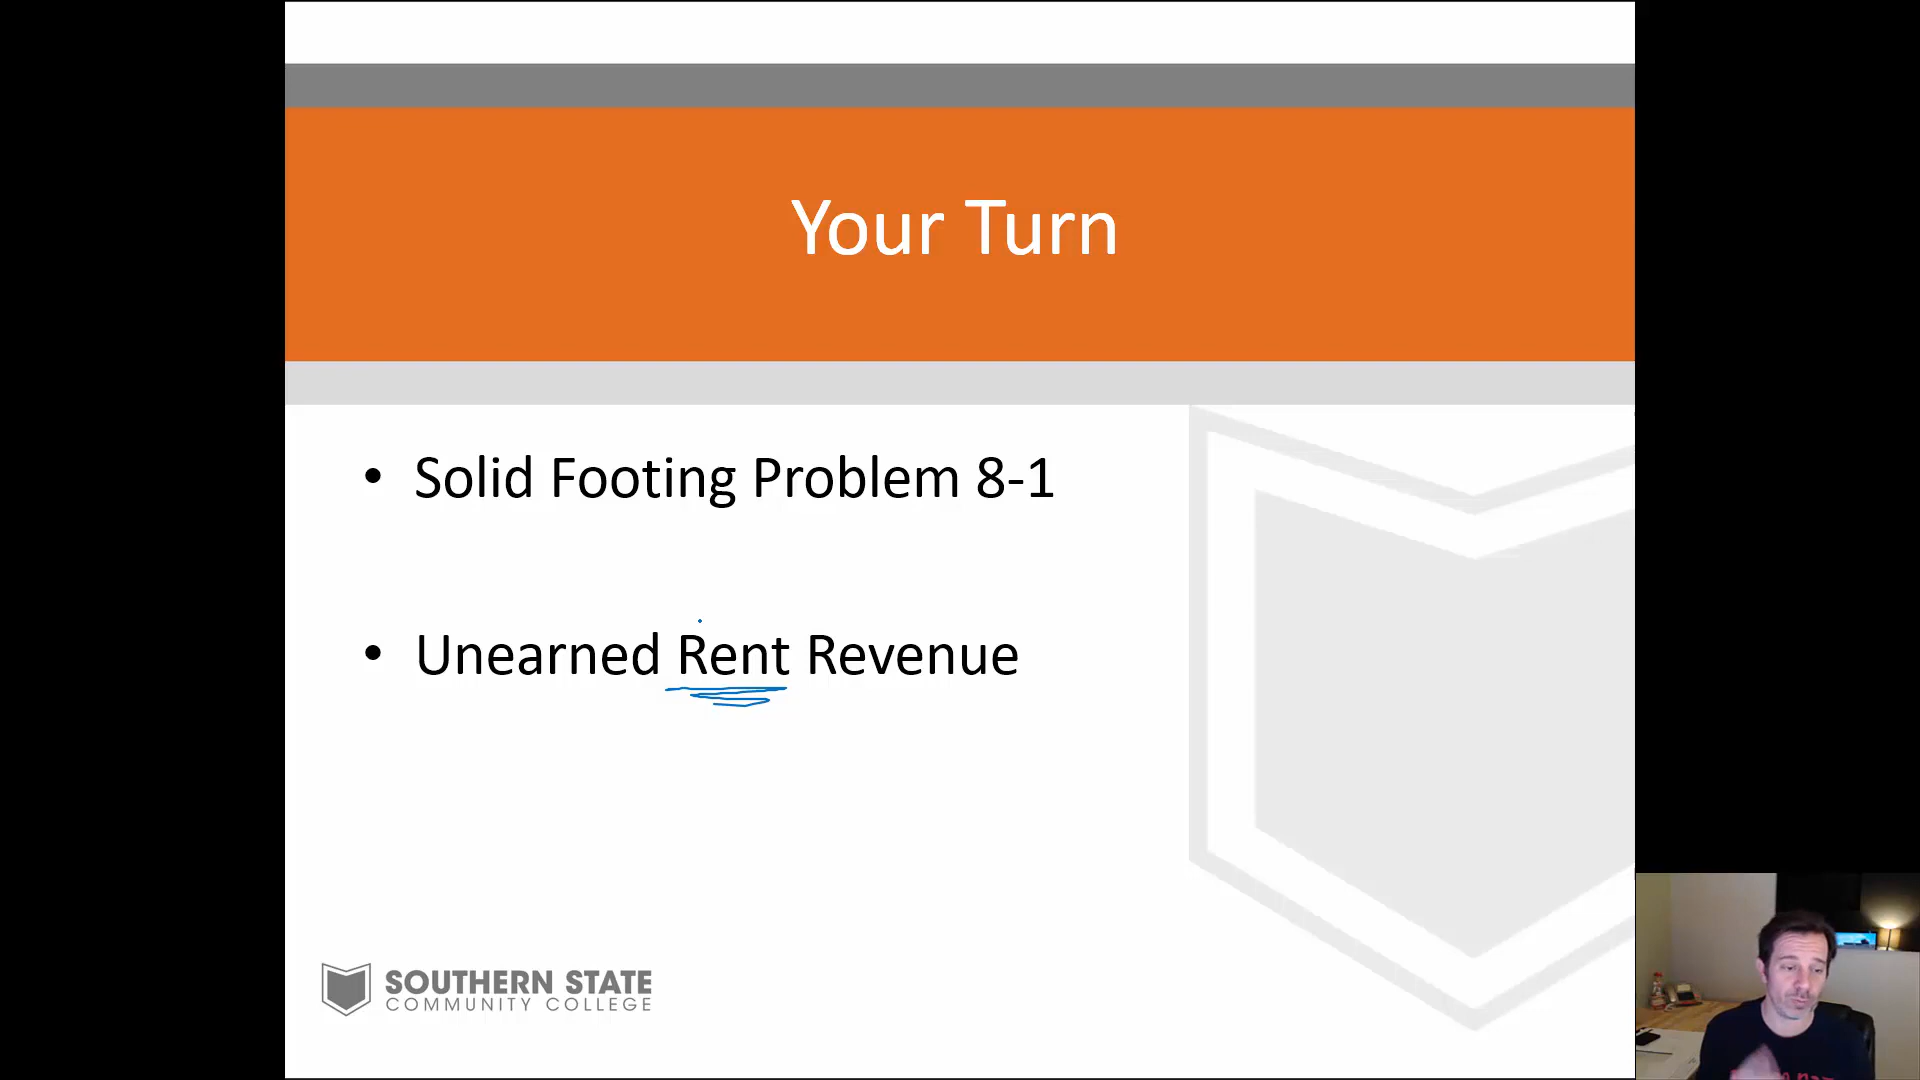 Your Turn
• Solid Footing Problem 8-1
• Unearned Rent Revenue
SOUTHERN STATE
COMMUNITY COLLEGE